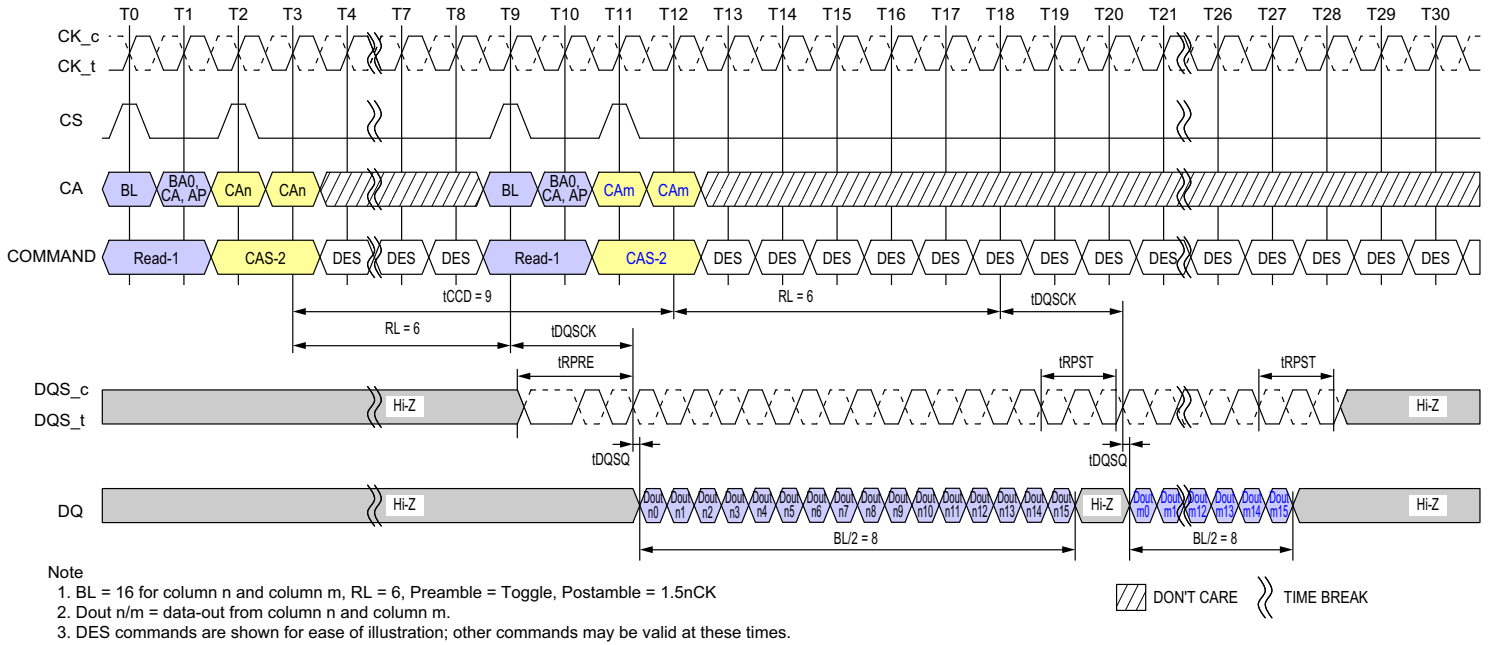 T0 T1 T2 T3 T4 T7 T8 T9 T10 T11 T12 T13 T14 T15 T16 T17 T18 T19 T20 T21 T26 T27 T28 T29 T30
CK_c
CK_t
CS
CA BL BA0, CA, AP CAn CAn BL BA0, CA, AP CAm CAm
COMMAND Read-1 CAS-2 DES DES DES Read-1 CAS-2 DES DES DES DES DES DES DES DES DES DES DES DES DES DES
tCCD = 9 RL = 6 tDQSCK
RL = 6 tDQSCK
tRPRE tRPST tRPST
DQS_c
DQS_t Hi-Z Hi-Z
tDQSQ tDQSQ
DQ Hi-Z Dout n0 Dout n1 Dout n2 Dout n3 Dout n4 Dout n5 Dout n6 Dout n7 Dout n8 Dout n9 Dout n10 Dout n11 Dout n12 Dout n13 Dout n14 Dout n15 Hi-Z Dout m0 Dout m1 Dout m12 Dout m13 Dout m14 Dout m15 Hi-Z
BL/2 = 8 BL/2 = 8
Note
1. BL = 16 for column n and column m, RL = 6, Preamble = Toggle, Postamble = 1.5nCK
2. Dout n/m = data-out from column n and column m.
3. DES commands are shown for ease of illustration; other commands may be valid at these times.
DON'T CARE TIME BREAK